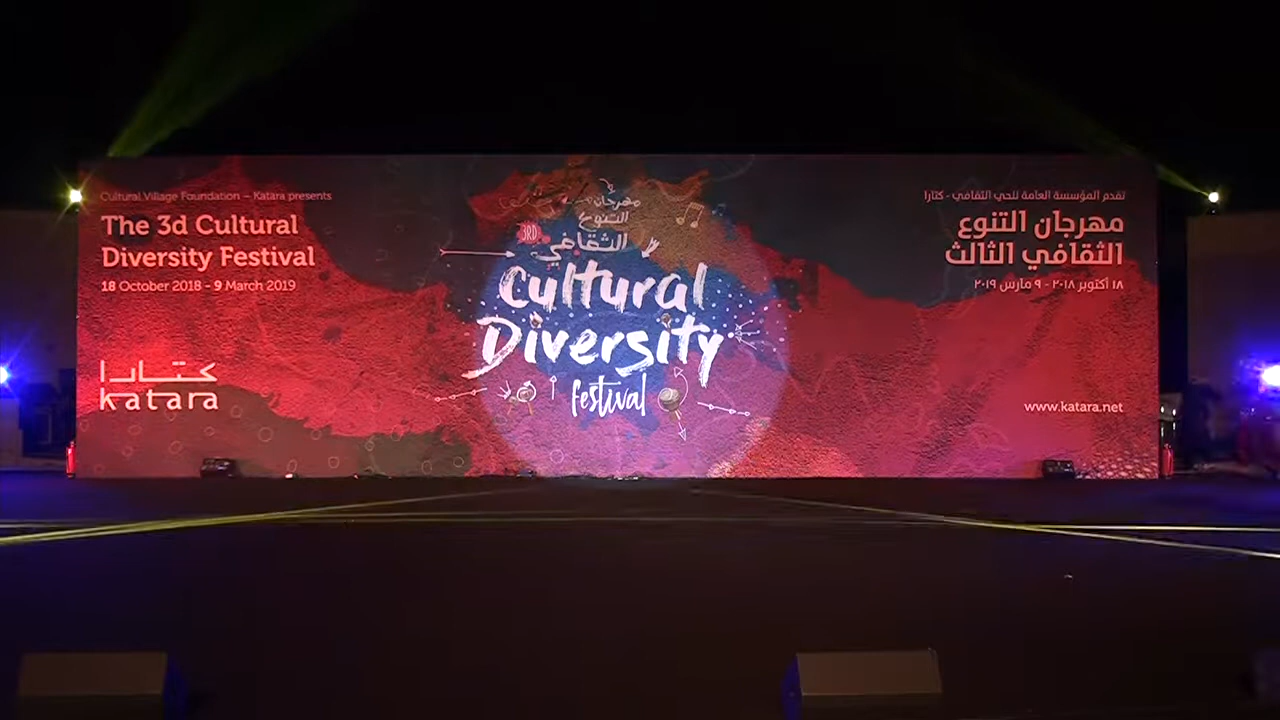 Cultural Village Foundation – Katara presents
The 3d Cultural
Diversity Festival
18 October 2018 - 9 March 2019
كتارا
katara
مهرجان
التنوع
3RD
الثقافي
Cultural
Diversity
festival
تقدم المؤسسة العامة للحي الثقافي - كتارا
مهرجان التنوع
الثقافي الثالث
١٨ أكتوبر ٢٠١٨ - ٩ مارس ٢٠١٩
www.katara.net